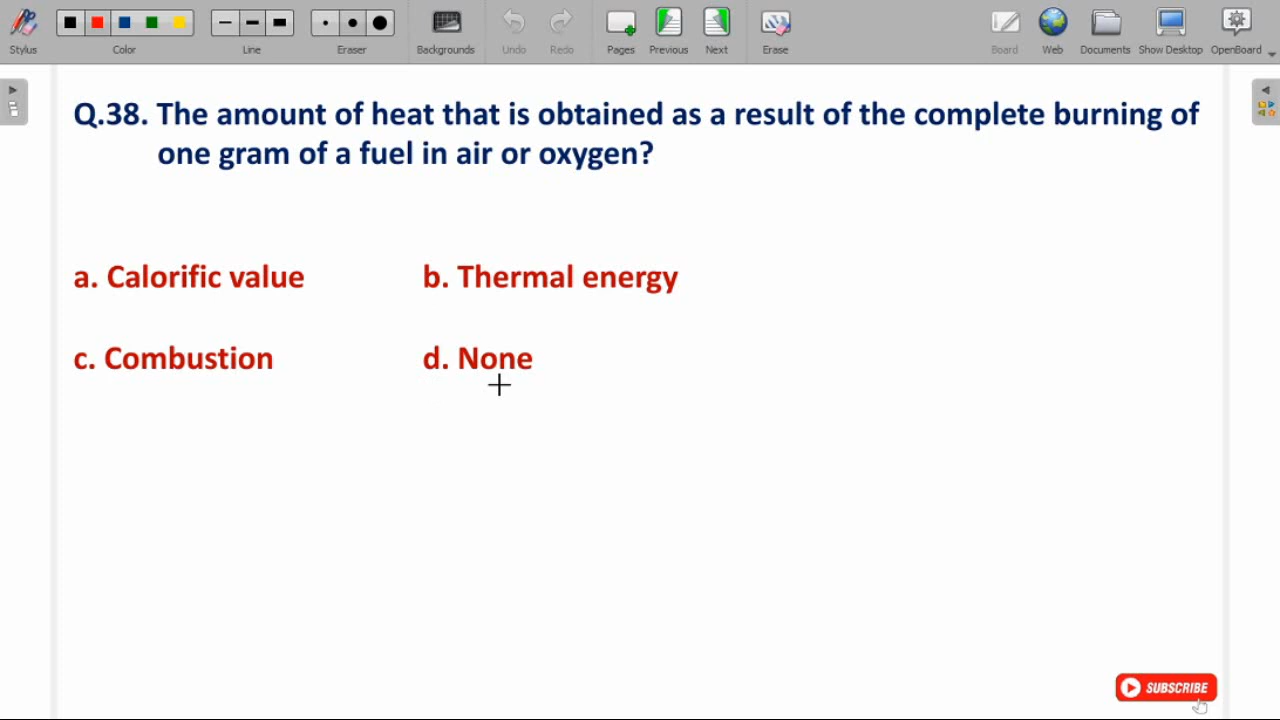 Stylus
Color
Line
Eraser
Backgrounds
Undo
Redo
Pages
Previous
Next
Erase
Board
Web
Documents
Show Desktop
OpenBoard
Q.38. The amount of heat that is obtained as a result of the complete burning of
one gram of a fuel in air or oxygen?
a. Calorific value b. Thermal energy
c. Combustion d. None
SUBSCRIBE